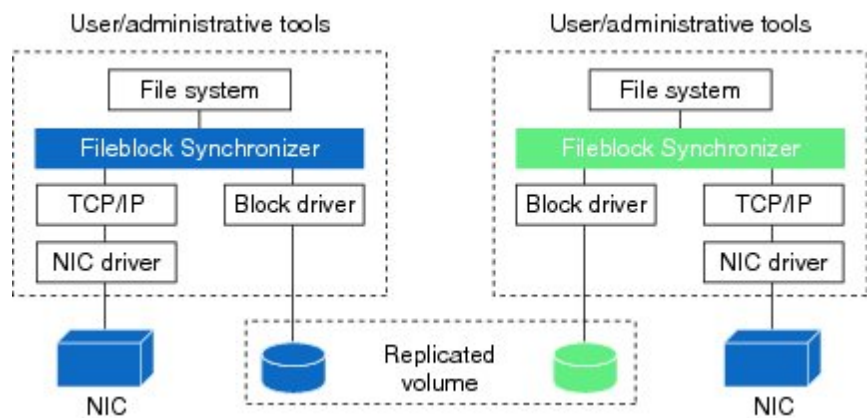 User/administrative tools
User/administrative tools
File system
File system
Fileblock Synchronizer
Fileblock Synchronizer
TCP/IP
Block driver
Block driver
TCP/IP
NIC driver
NIC driver
Replicated
volume
NIC
NIC